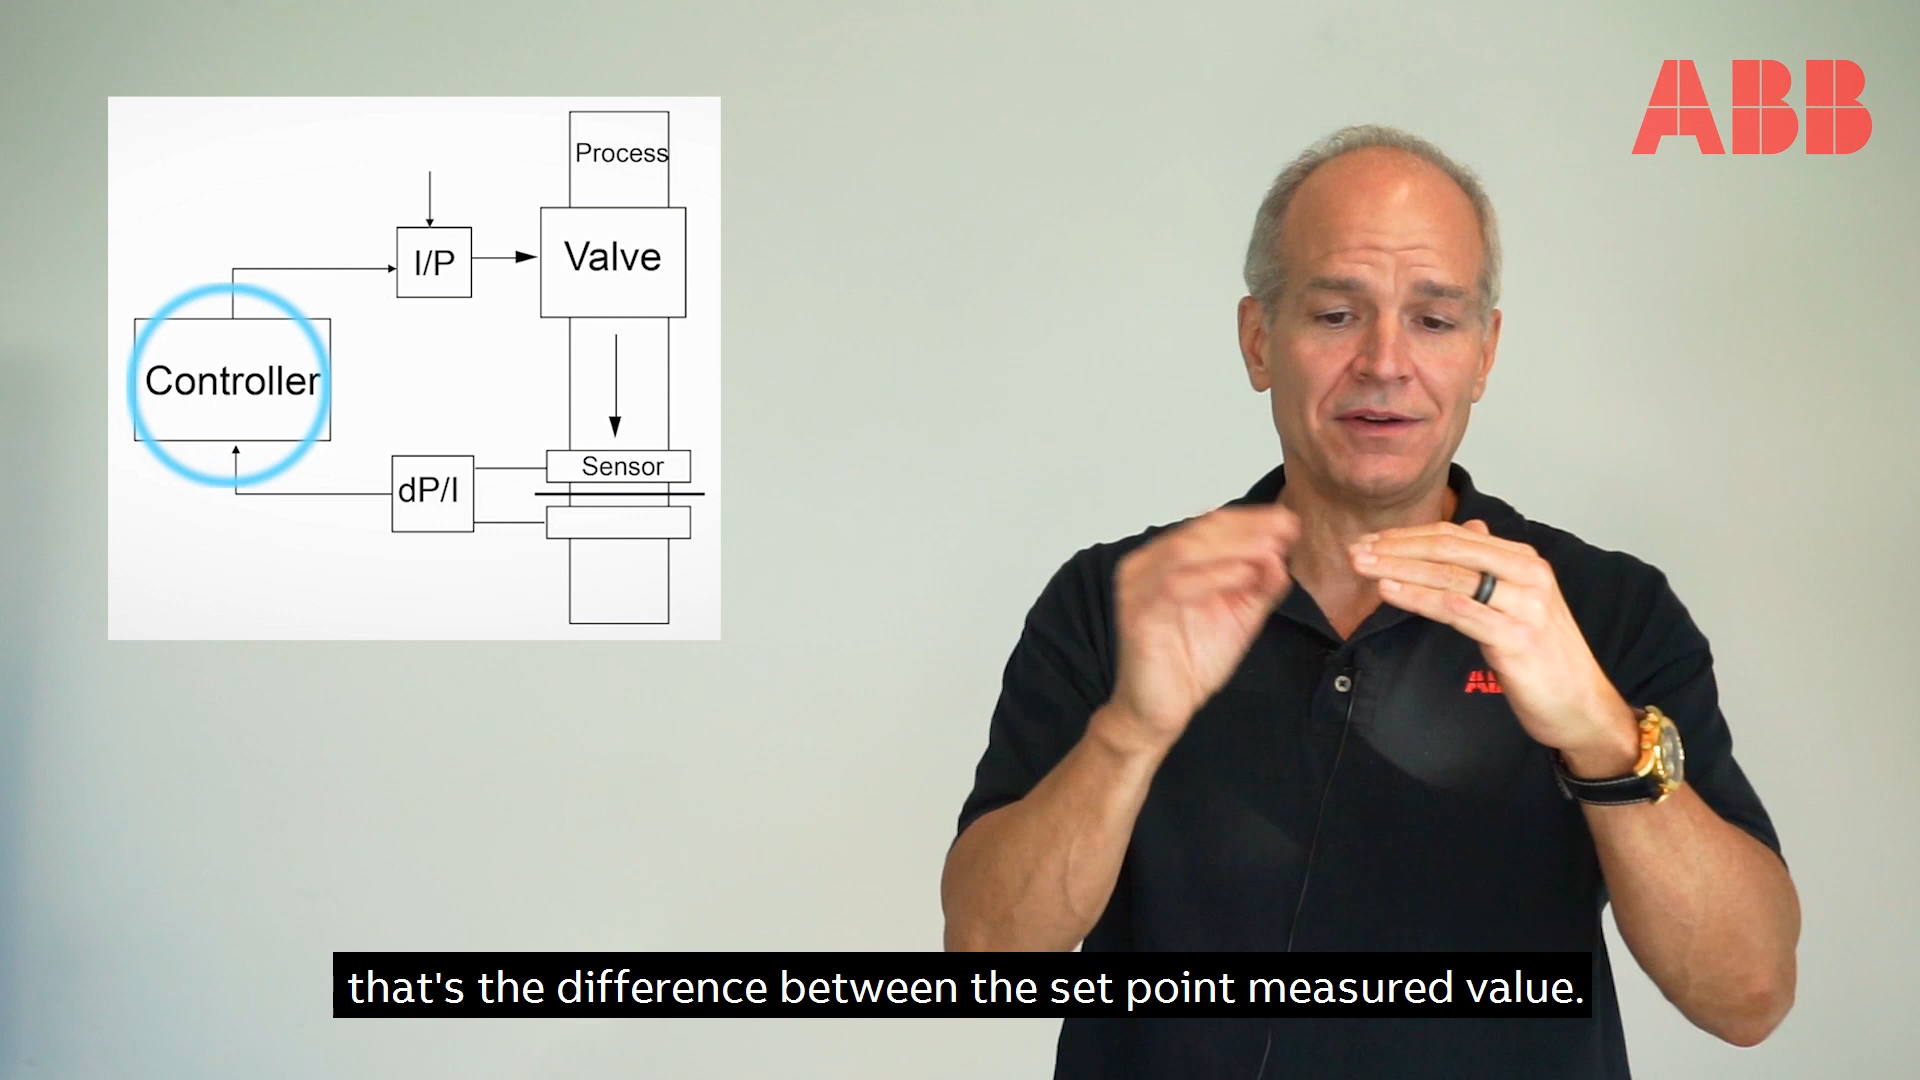 ABB
Process
I/P
Valve
Controller
Sensor
dP/I
that's the difference between the set point measured value.